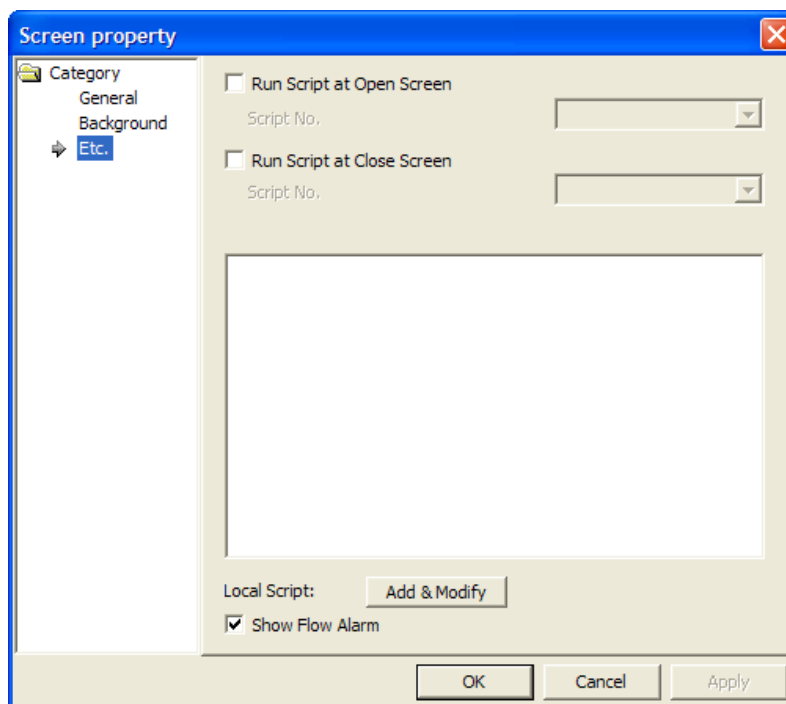 Screen property
Category
General
Background
Etc.
Run Script at Open Screen
Script No.
Run Script at Close Screen
Script No.
Local Script:
Add & Modify
Show Flow Alarm
OK
Cancel
Apply